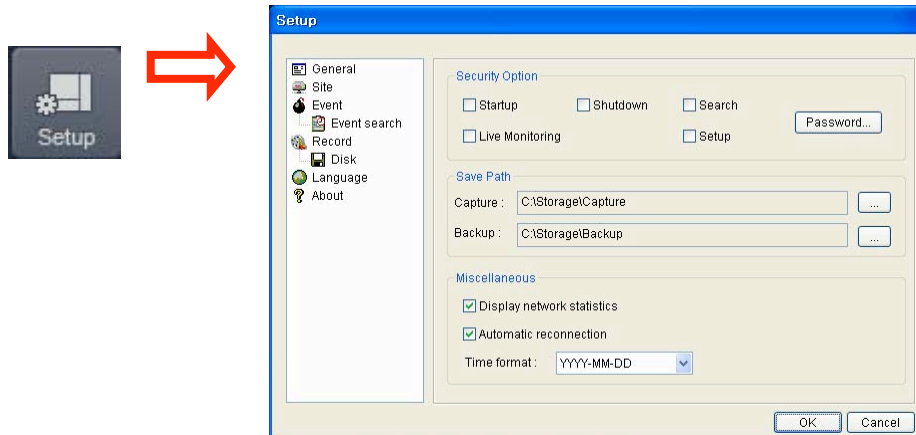 Setup
Setup
General
Site
Event
Event search
Record
Disk
Language
About
Security Option
Startup
Shutdown
Search
Live Monitoring
Setup
Password...
Save Path
Capture :
C:\Storage\Capture
...
Backup :
C:\Storage\Backup
...
Miscellaneous
Display network statistics
Automatic reconnection
Time format :
YYYY-MM-DD
OK
Cancel